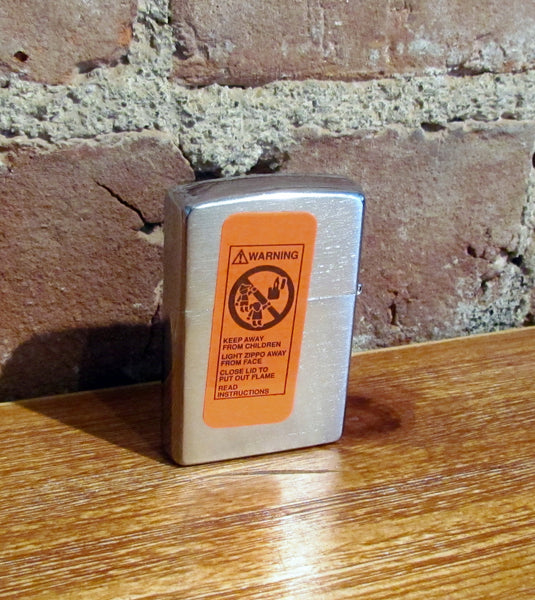 WARNING
KEEP AWAY
FROM CHILDREN
LIGHT ZIPPO AWAY
FROM FACE
CLOSE LID TO
PUT OUT FLAME
READ
INSTRUCTIONS